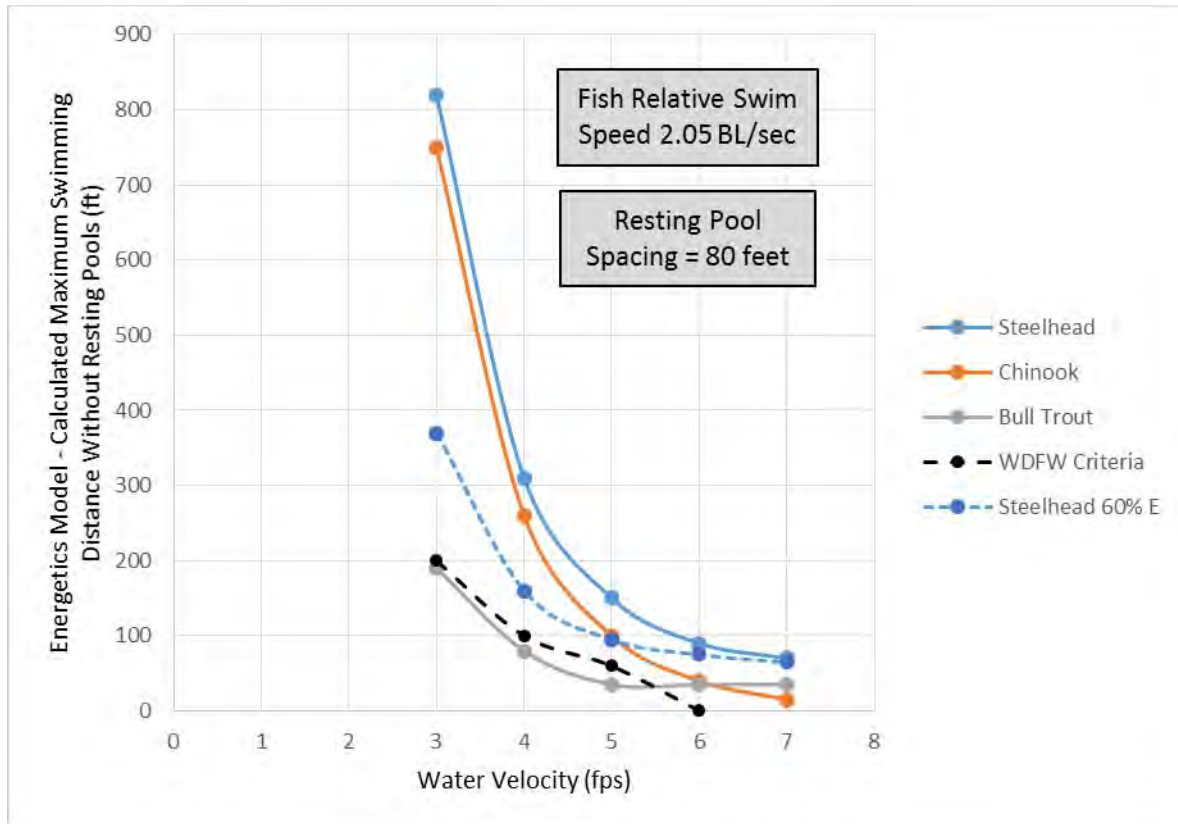 Energetics Model - Calculated Maximum Swimming
Distance Without Resting Pools (ft)
900
800
700
600
500
400
300
200
100
0
Fish Relative Swim
Speed 2.05 BL/sec
Resting Pool
Spacing = 80 feet
Steelhead
Chinook
Bull Trout
WDFW Criteria
Steelhead 60% E
0 1 2 3 4 5 6 7 8
Water Velocity (fps)